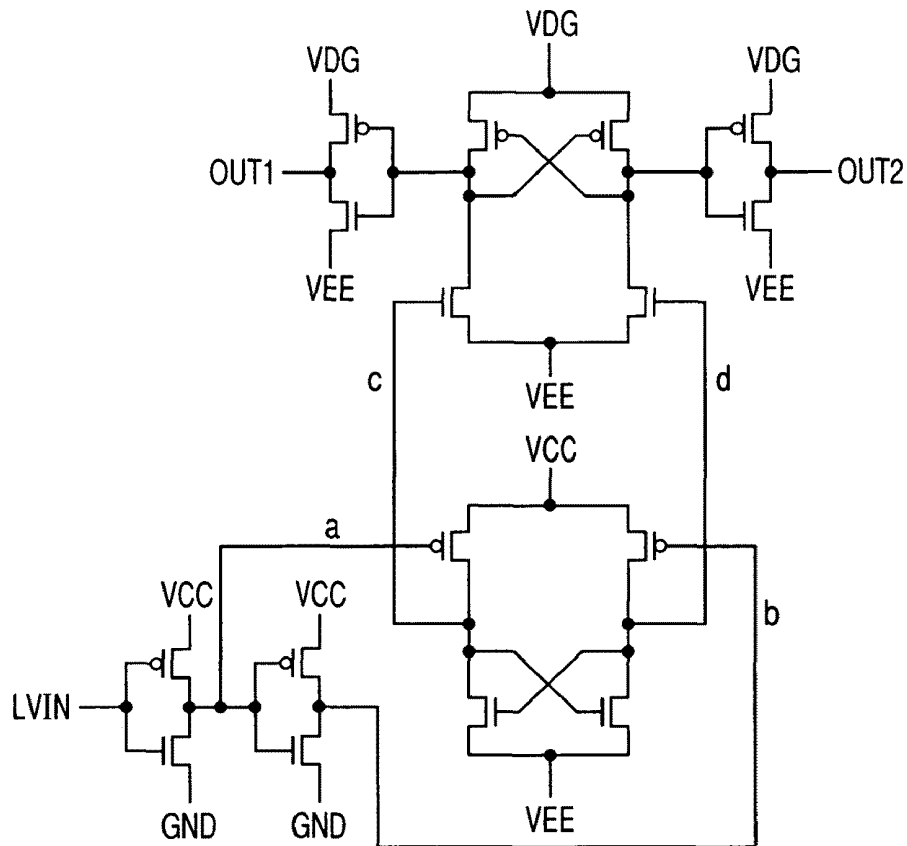 VDG
VDG
VDG
OUT1
OUT2
VEE
VEE
c
VEE
d
VCC
a
VCC
VCC
b
LVIN
GND
GND
VEE